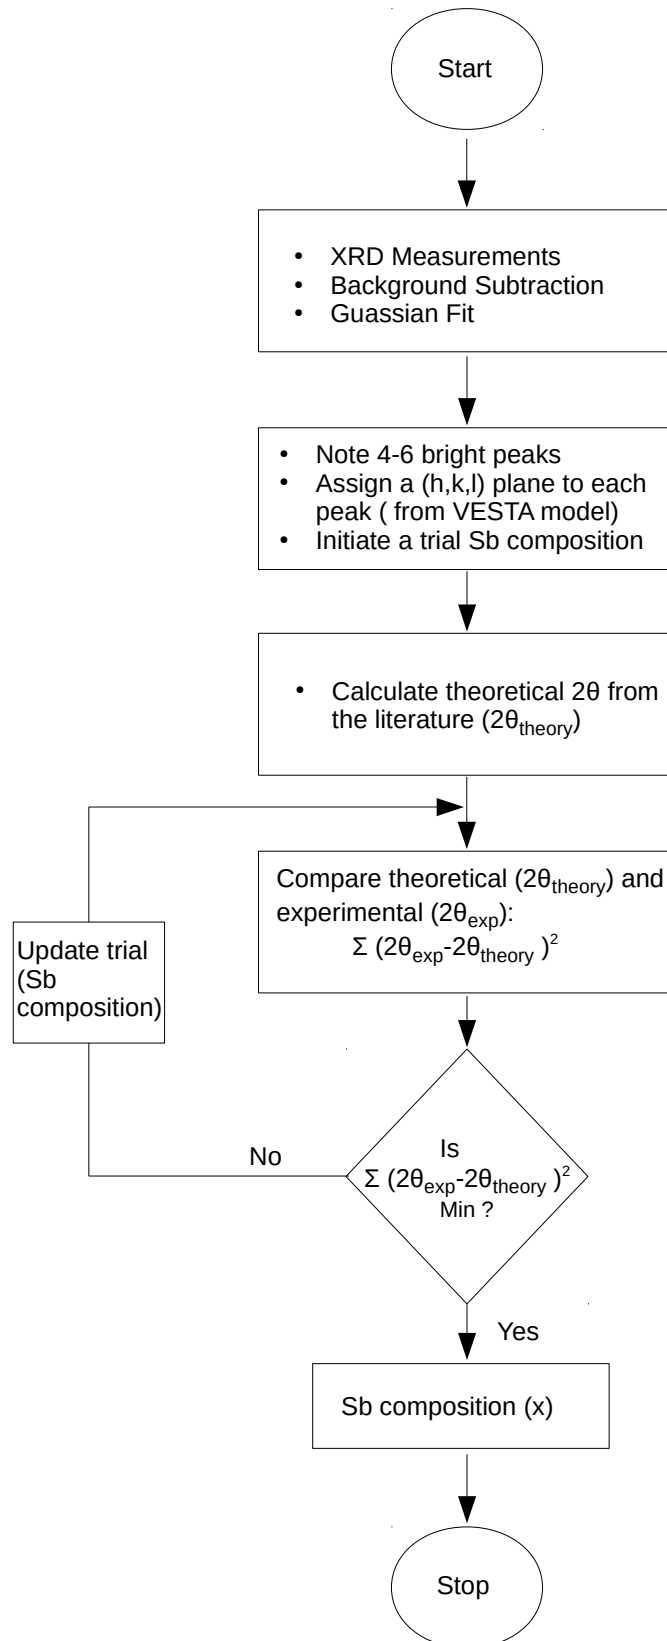 Start
• XRD Measurements
• Background Subtraction
• Guassian Fit
• Note 4-6 bright peaks
• Assign a (h,k,l) plane to each
peak ( from VESTA model)
• Initiate a trial Sb composition
• Calculate theoretical 2θ from
the literature (2θtheory)
Compare theoretical (2θtheory) and
experimental (2θexp):
Σ (2θexp-2θtheory )²
Update trial
(Sb
composition)
Is
Σ (2θexp-2θtheory )²
Min ?
No
Yes
Sb composition (x)
Stop